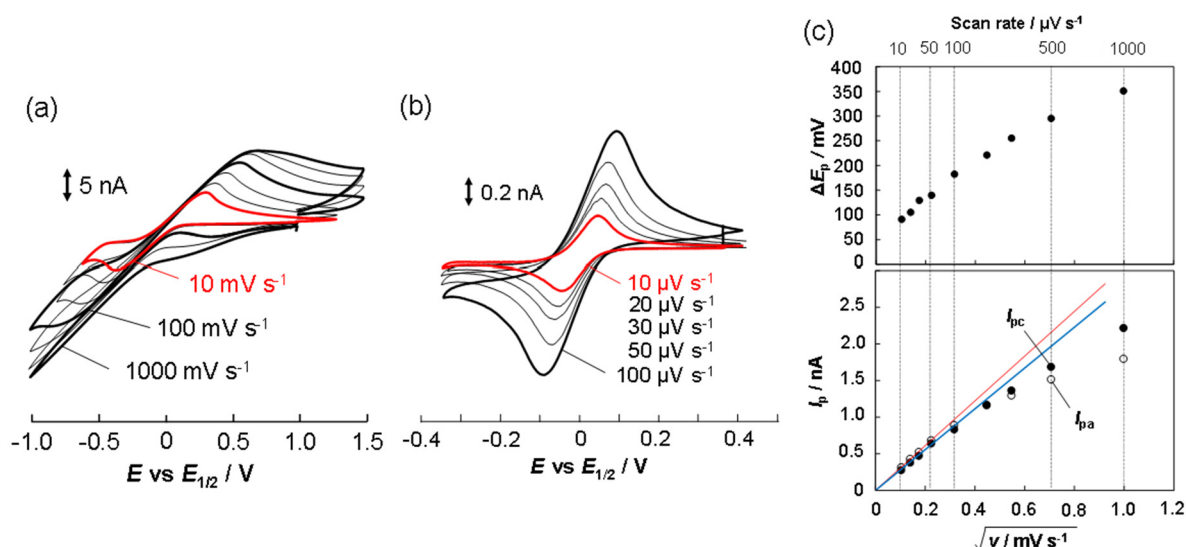 (a)
5 nA
10 mV s⁻¹
100 mV s⁻¹
1000 mV s⁻¹
-1.0 -0.5 0 0.5 1.0 1.5
E vs E1/2 / V
(b)
0.2 nA
10 μV s⁻¹
20 μV s⁻¹
30 μV s⁻¹
50 μV s⁻¹
100 μV s⁻¹
-0.4 -0.2 0 0.2 0.4
E vs E1/2 / V
(c)
Scan rate / μV s⁻¹
10 50 100 500 1000
400
350
300
250
200
150
100
50
0
ΔEp / mV
2.5
2.0
1.5
1.0
0.5
0
Ip / nA
Ipc
Ipa
0 0.2 0.4 0.6 0.8 1.0 1.2
√v / mV s⁻¹